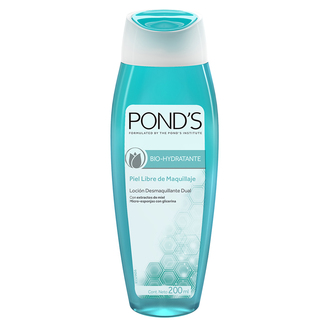 POND'S
FORMULATED BY THE POND'S INSTITUTE
BIO-HYDRATANTE
Piel Libre de Maquillaje
Loción Desmaquillante Dual
Con extractos de miel
Micro-esponjas con glicerina
Cont. Neto 200 ml